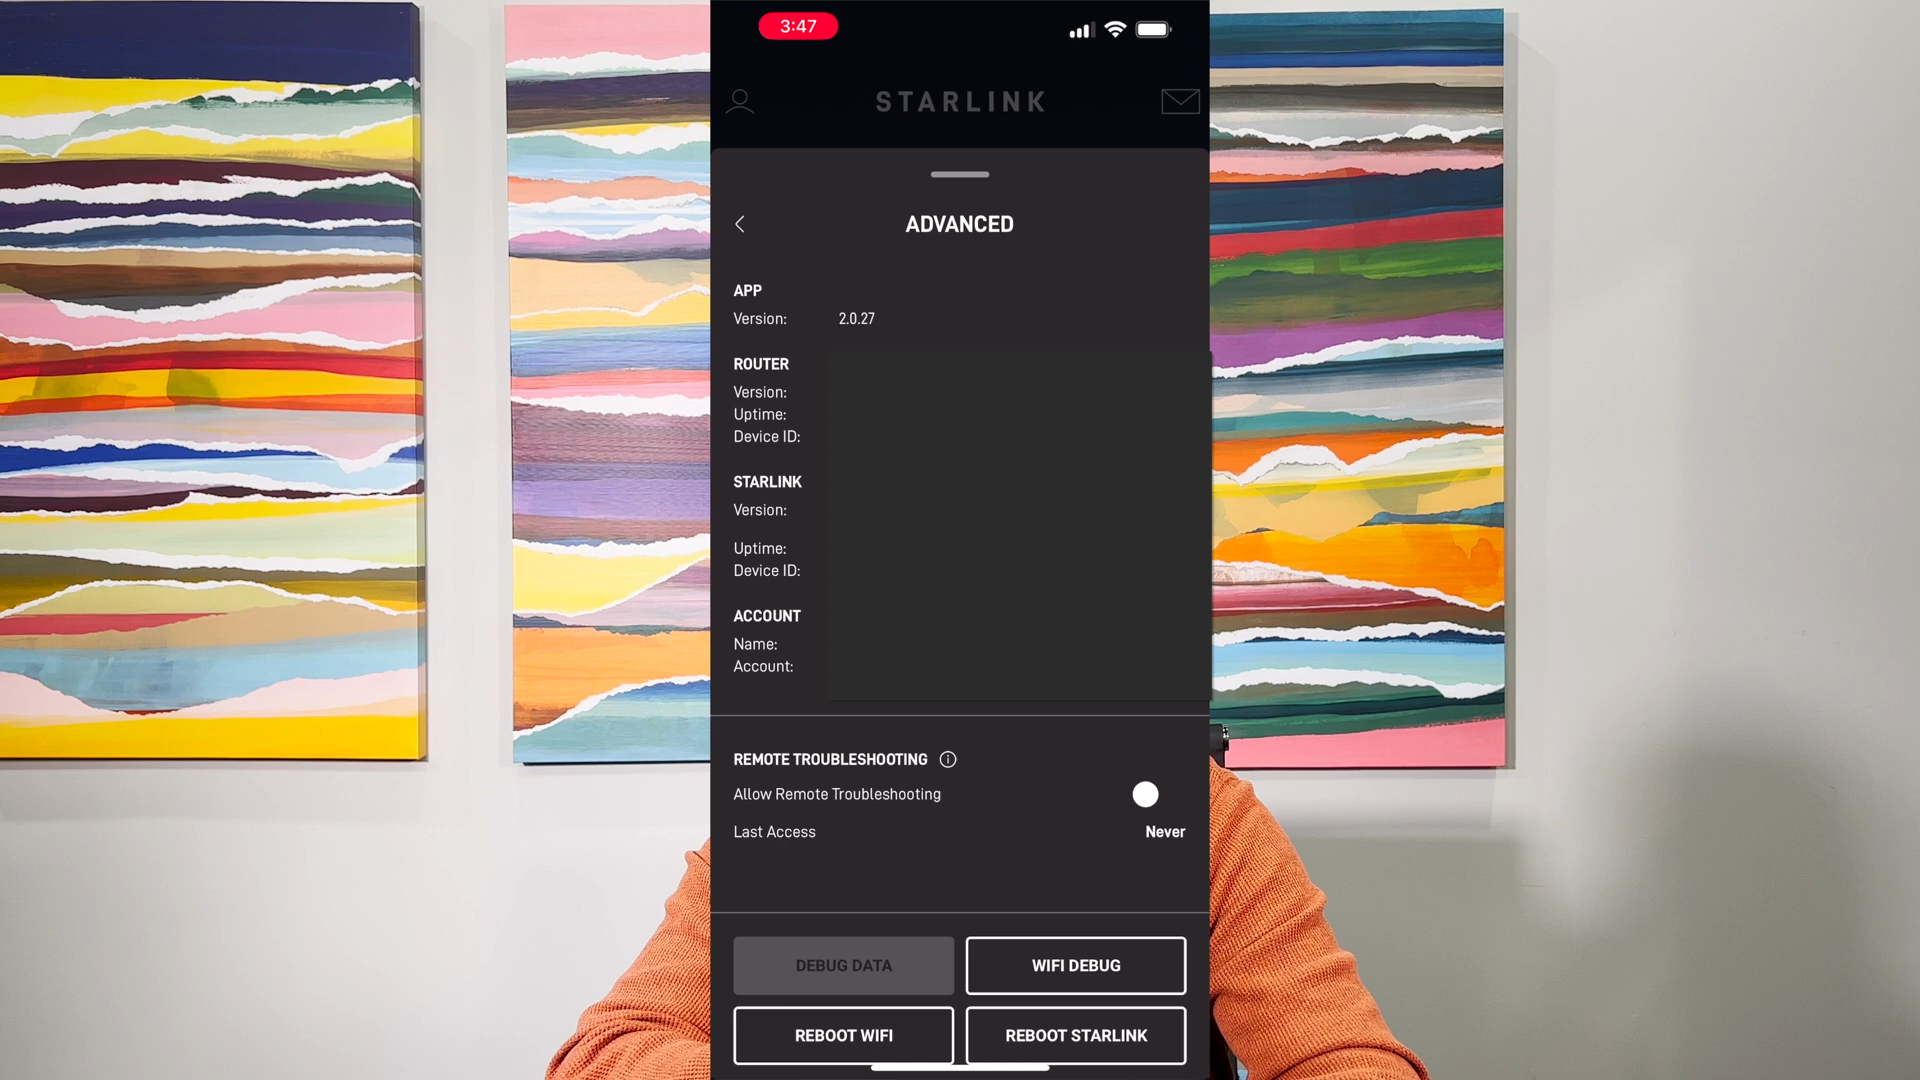 3:47
STARLINK
ADVANCED
APP
Version: 2.0.27
ROUTER
Version:
Uptime:
Device ID:
STARLINK
Version:
Uptime:
Device ID:
ACCOUNT
Name:
Account:
REMOTE TROUBLESHOOTING
Allow Remote Troubleshooting
Last Access Never
DEBUG DATA WIFI DEBUG
REBOOT WIFI REBOOT STARLINK